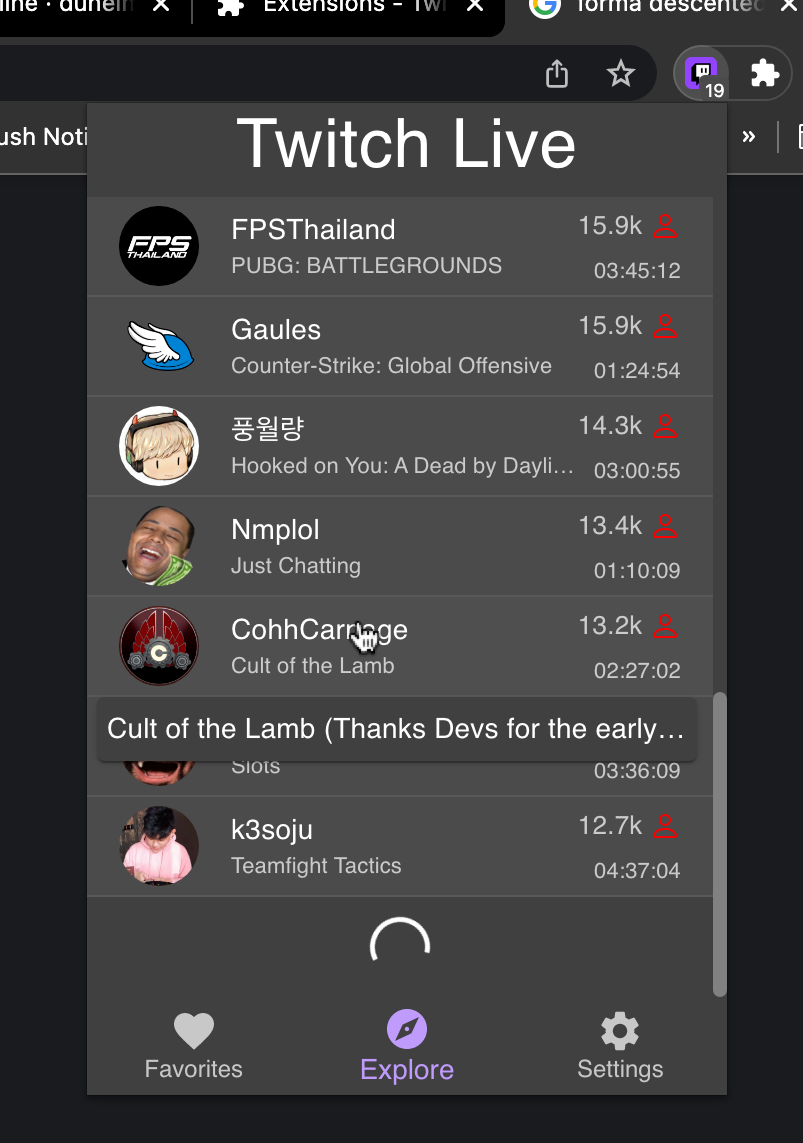 Extensions - Twi
forma descented
19
ush Noti
»
Twitch Live
FPS
THAILAND
FPSThailand
15.9k
PUBG: BATTLEGROUNDS
03:45:12
Gaules
15.9k
Counter-Strike: Global Offensive
01:24:54
풍월량
14.3k
Hooked on You: A Dead by Dayli…
03:00:55
Nmplol
13.4k
Just Chatting
01:10:09
C
CohhCarnage
13.2k
Cult of the Lamb
02:27:02
Cult of the Lamb (Thanks Devs for the early…
Slots
03:36:09
k3soju
12.7k
Teamfight Tactics
04:37:04
Favorites
Explore
Settings